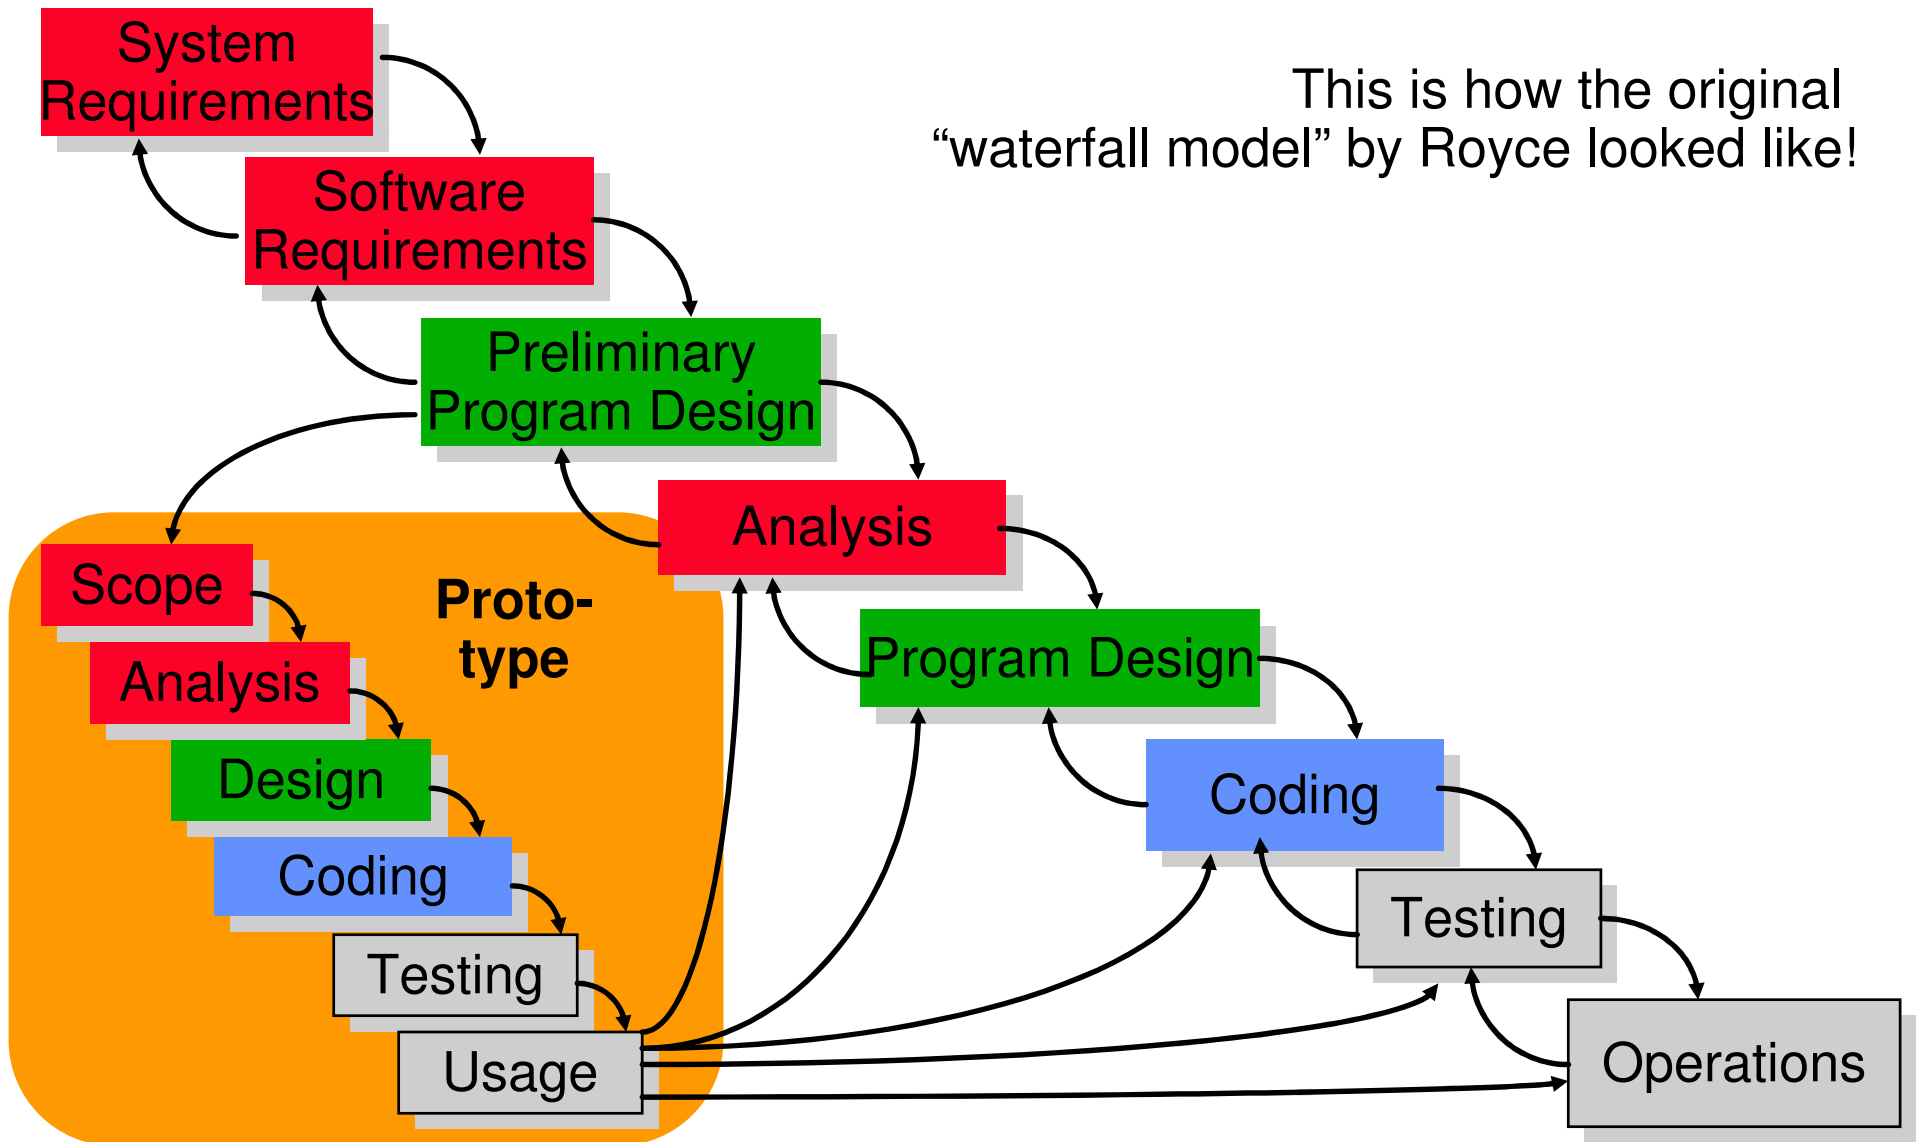 System
Requirements
This is how the original
“waterfall model” by Royce looked like!
Software
Requirements
Preliminary
Program Design
Analysis
Scope
Proto-
type
Analysis
Program Design
Design
Coding
Coding
Testing
Testing
Usage
Operations